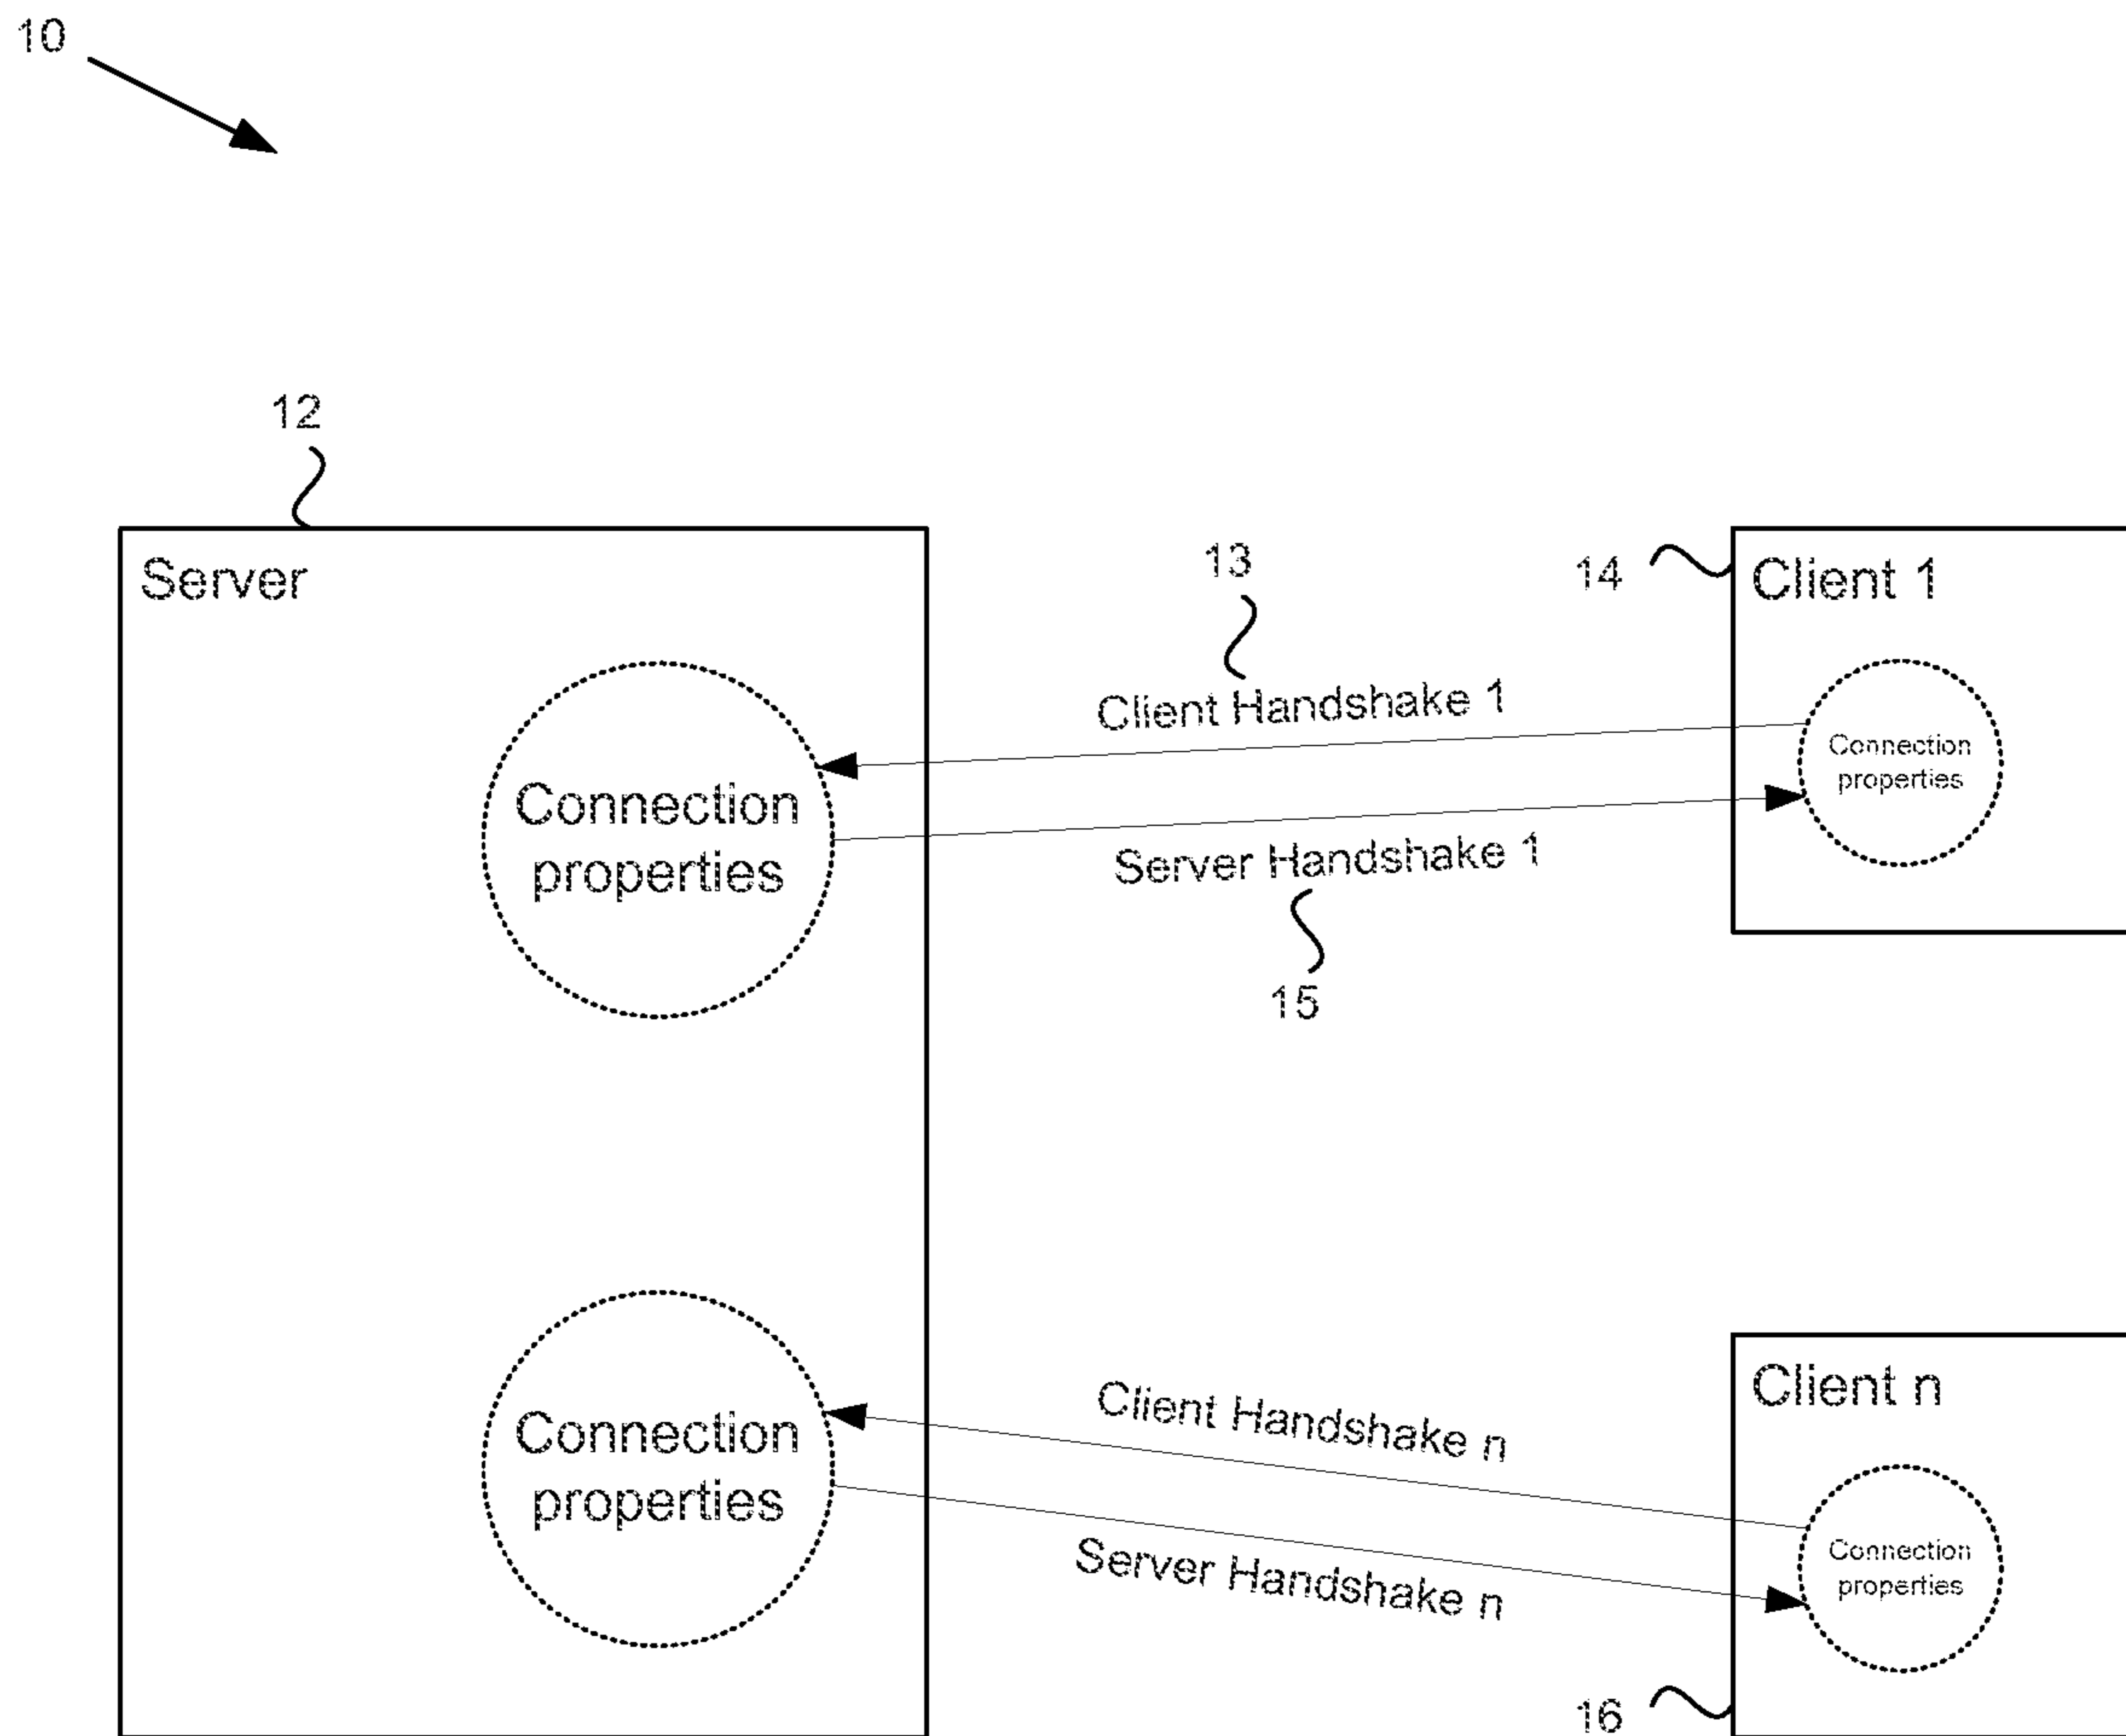 10
12
Server
13
14
Client 1
Client Handshake 1
Connection
properties
Connection
properties
Server Handshake 1
15
Client n
Client Handshake n
Connection
properties
Connection
properties
Server Handshake n
16